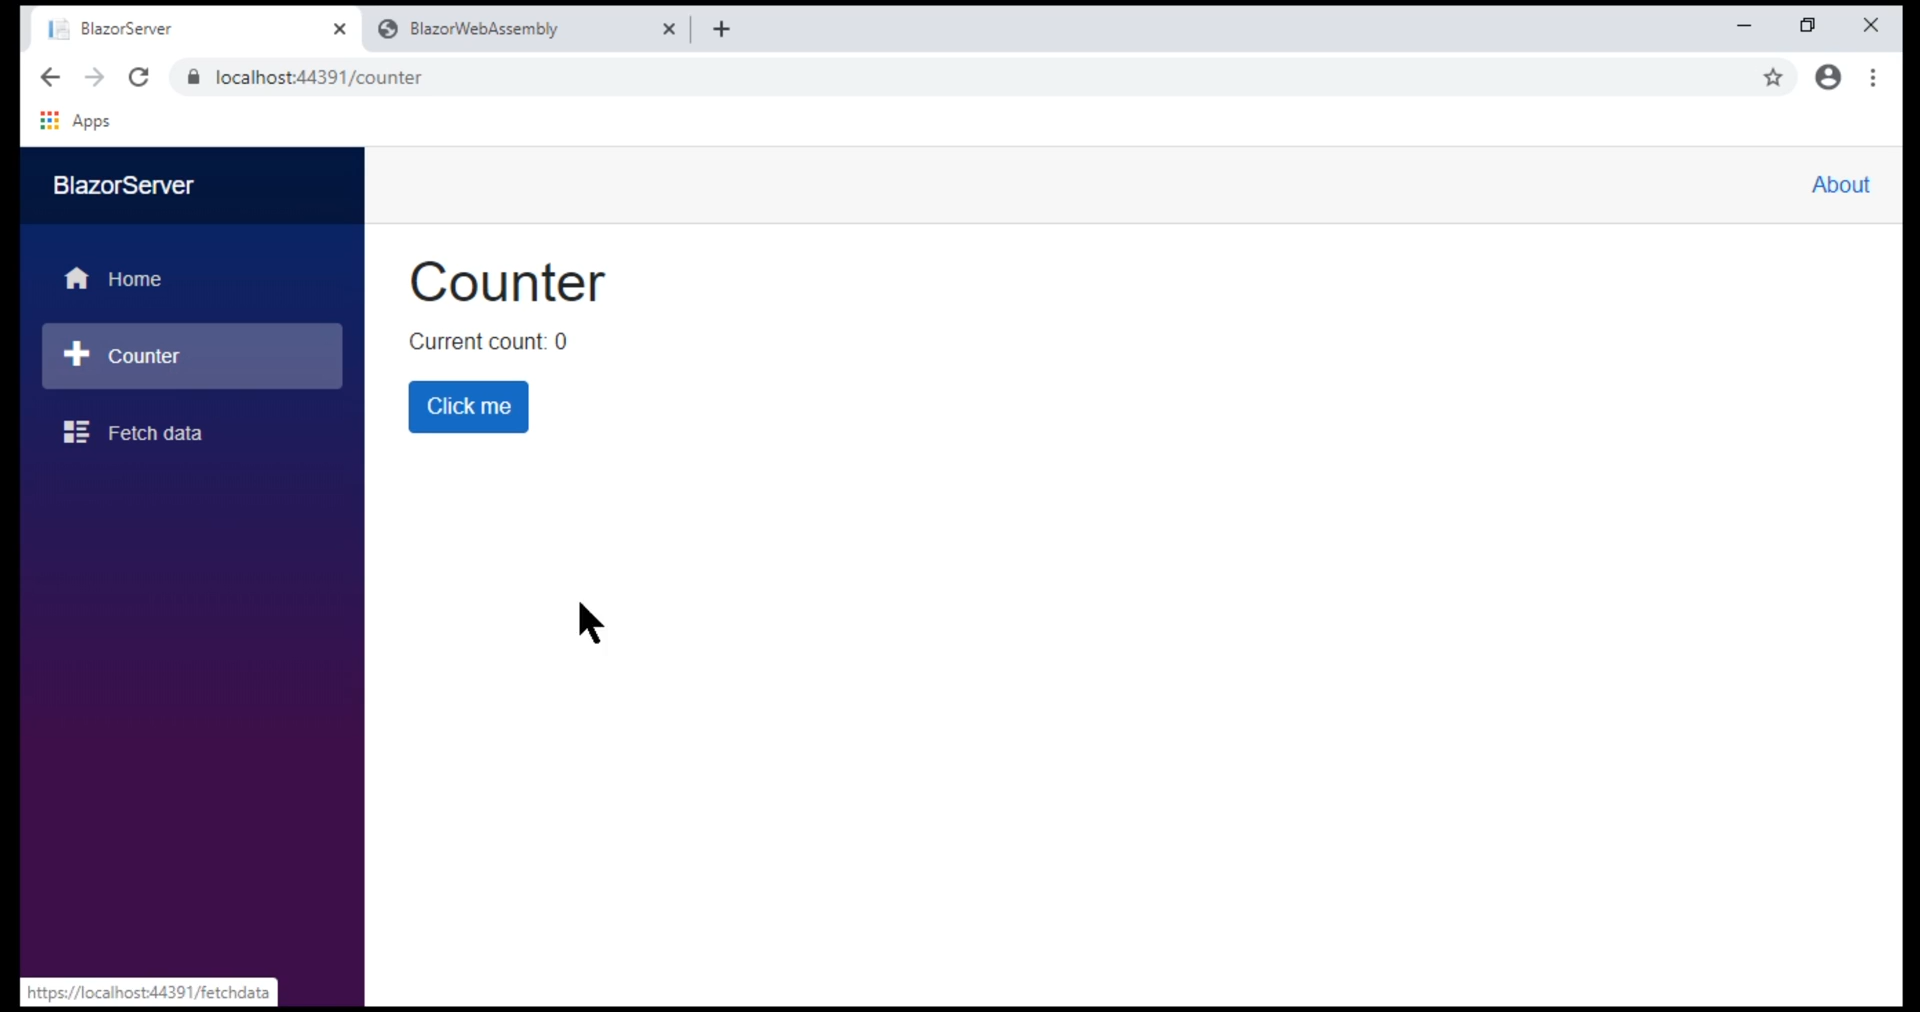 BlazorServer
BlazorWebAssembly
localhost:44391/counter
Apps
BlazorServer
About
Home
Counter
Fetch data
Counter
Current count: 0
Click me
https://localhost:44391/fetchdata